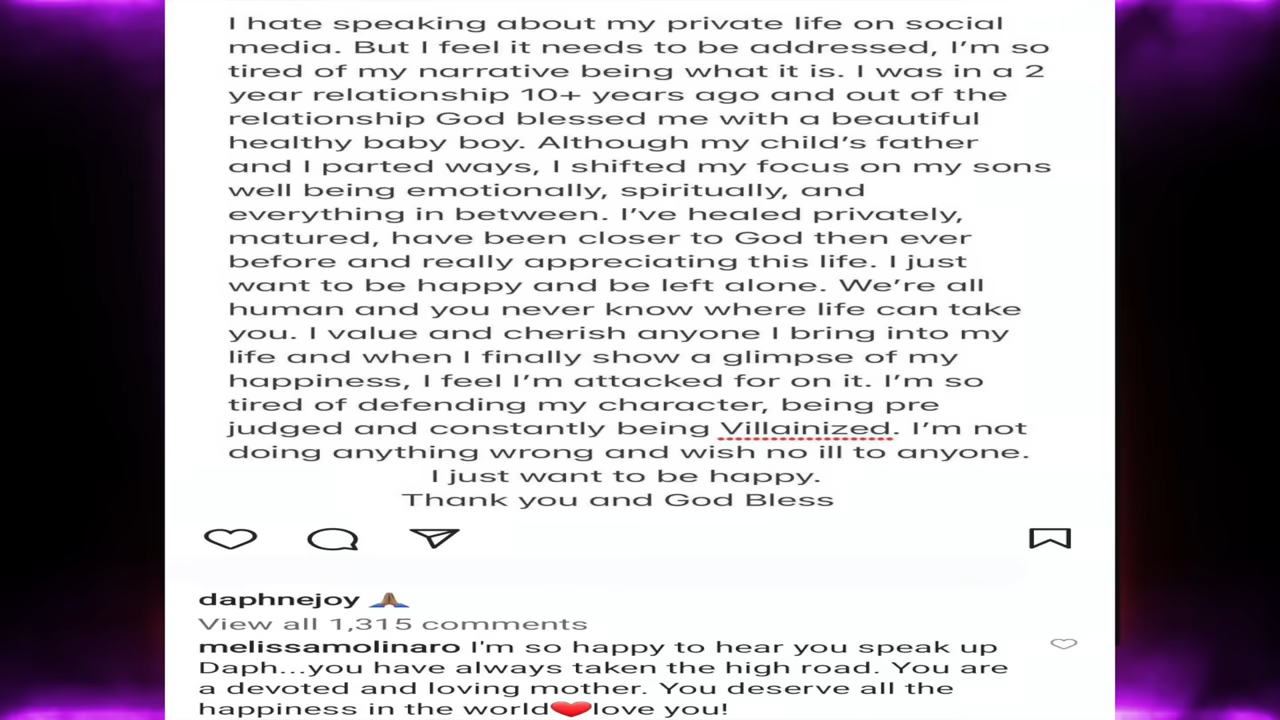 I hate speaking about my private life on social
media. But I feel it needs to be addressed, I'm so
tired of my narrative being what it is. I was in a 2
year relationship 10+ years ago and out of the
relationship God blessed me with a beautiful
healthy baby boy. Although my child's father
and I parted ways, I shifted my focus on my sons
well being emotionally, spiritually, and
everything in between. I've healed privately,
matured, have been closer to God then ever
before and really appreciating this life. I just
want to be happy and be left alone. We're all
human and you never know where life can take
you. I value and cherish anyone I bring into my
life and when I finally show a glimpse of my
happiness, I feel I'm attacked for on it. I'm so
tired of defending my character, being pre
judged and constantly being Villainized. I'm not
doing anything wrong and wish no ill to anyone.
I just want to be happy.
Thank you and God Bless
daphnejoy 🙏🏽
View all 1,315 comments
melissamolinaro I'm so happy to hear you speak up
Daph...you have always taken the high road. You are
a devoted and loving mother. You deserve all the
happiness in the world❤️love you!